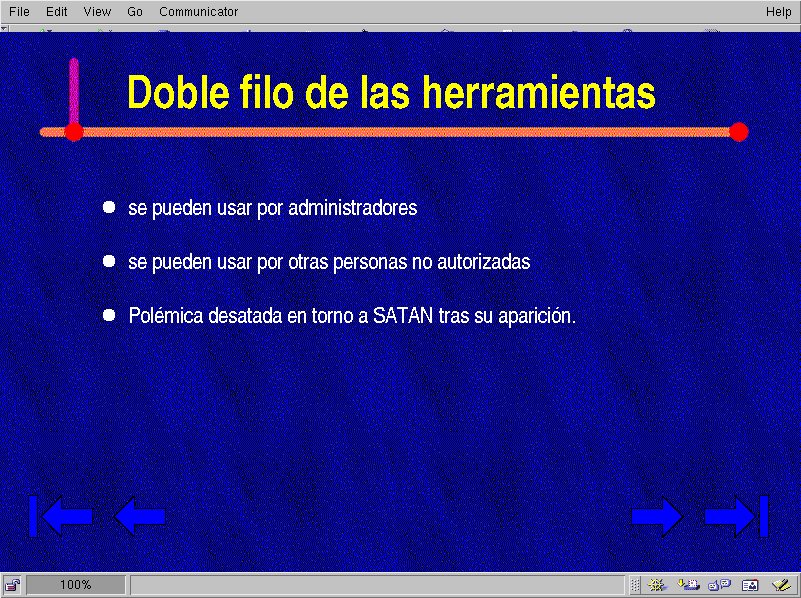 File Edit View Go Communicator Help
Doble filo de las herramientas
se pueden usar por administradores
se pueden usar por otras personas no autorizadas
Polémica desatada en torno a SATAN tras su aparición.
100%